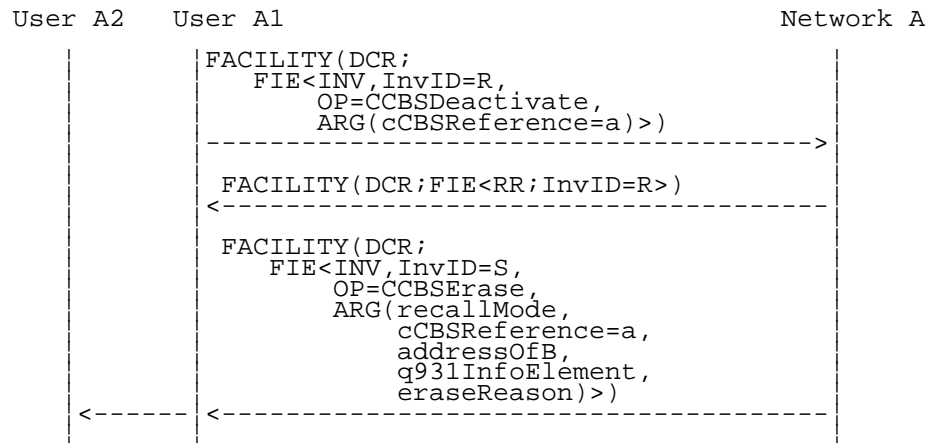 User A2 User A1 Network A
FACILITY(DCR;
FIE<INV,InvID=R,
OP=CCBSDeactivate,
ARG(cCBSReference=a)>)
FACILITY(DCR;FIE<RR;InvID=R>)
FACILITY(DCR;
FIE<INV,InvID=S,
OP=CCBSErase,
ARG(recallMode,
cCBSReference=a,
addressOfB,
q931InfoElement,
eraseReason)>)